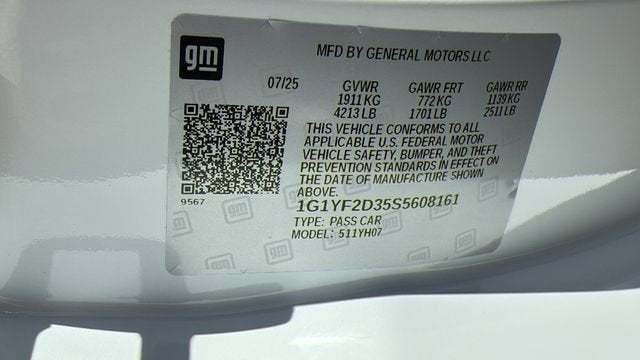 gm
MFD BY GENERAL MOTORS LLC
07/25 GVWR GAWR FRT GAWR RR
1911 KG 772 KG 1139 KG
4213 LB 1701 LB 2511 LB
THIS VEHICLE CONFORMS TO ALL
APPLICABLE U.S. FEDERAL MOTOR
VEHICLE SAFETY, BUMPER, AND THEFT
PREVENTION STANDARDS IN EFFECT ON
THE DATE OF MANUFACTURE SHOWN
ABOVE.
9567
1G1YF2D35S5608161
TYPE: PASS CAR
MODEL: 511YH07